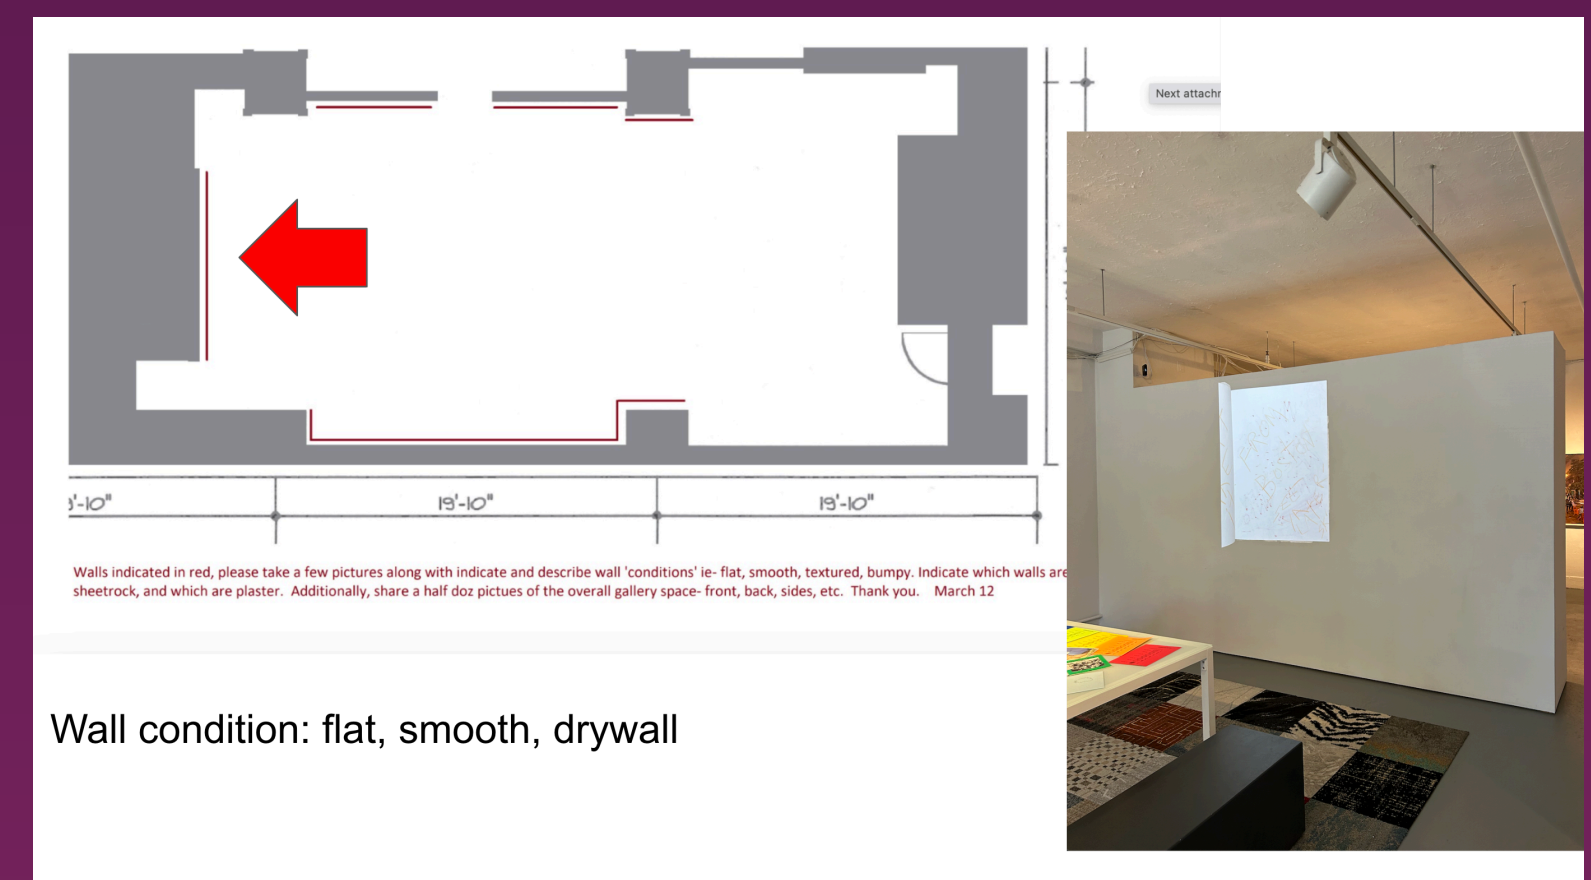 Next attachr
3'-10"
19'-10"
19'-10"
Walls indicated in red, please take a few pictures along with indicate and describe wall 'conditions' ie- flat, smooth, textured, bumpy. Indicate which walls are
sheetrock, and which are plaster. Additionally, share a half doz pictues of the overall gallery space- front, back, sides, etc. Thank you. March 12
Wall condition: flat, smooth, drywall